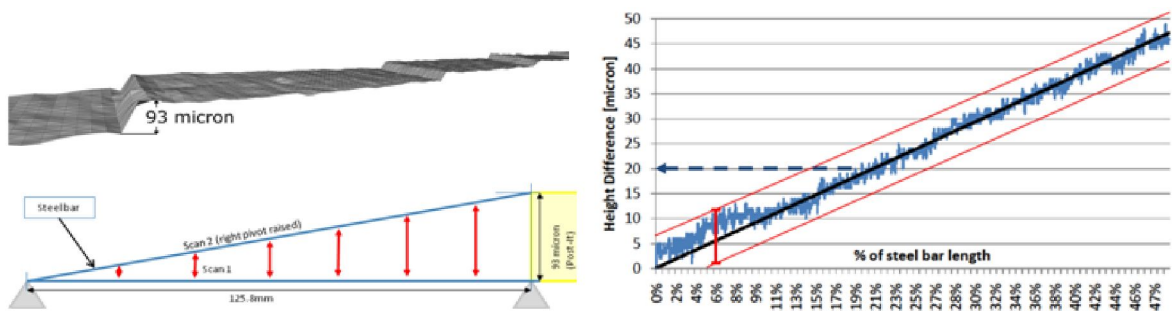 93 micron
Steelbar
Scan 2 (right pivot raised)
Scan 1
93 micron
(Post-It)
125.8mm
Height Difference [micron]
50
45
40
35
30
25
20
15
10
5
0
% of steel bar length
0% 2% 4% 6% 8% 9% 11% 13% 15% 17% 19% 21% 23% 25% 26% 28% 30% 32% 34% 36% 38% 40% 42% 44% 46% 47%